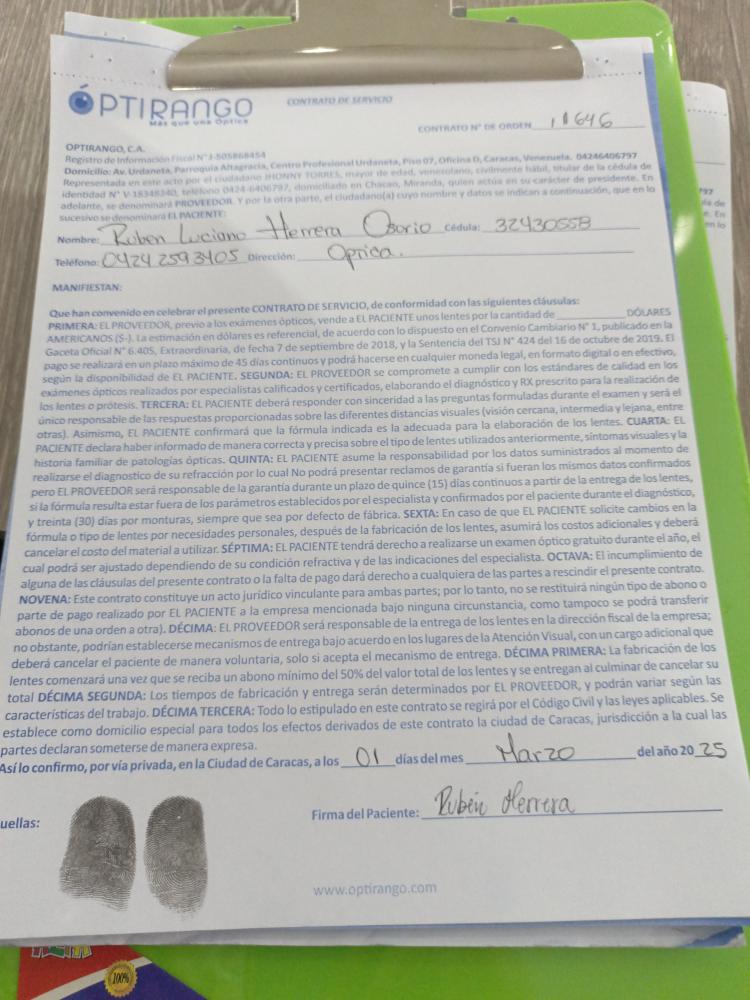 ÓPTIRANGO
Más que una Óptica
CONTRATO DE SERVICIO
CONTRATO N° DE ORDEN 11646
OPTIRANGO, C.A.
Registro de Información Fiscal N° J-505868454
Domicilio: Av. Urdaneta, Parroquia Altagracia, Centro Profesional Urdaneta, Piso 07, Oficina D, Caracas, Venezuela. 04246406797
Representada en este acto por el ciudadano JHONNY TORRES, mayor de edad, venezolano, civilmente hábil, titular de la cédula de
identidad N° V-18348340, teléfono 0424-6406797, domiciliado en Chacao, Miranda, quien actúa en su carácter de presidente. En
adelante, se denominará PROVEEDOR. Y por la otra parte, el ciudadano(a) cuyo nombre y datos se indican a continuación, que en lo
sucesivo se denominará EL PACIENTE:
Nombre: Ruben Luciano Herrera Osorio Cédula: 32430558
Teléfono: 04242593405 Dirección: Optica.
MANIFIESTAN:
Que han convenido en celebrar el presente CONTRATO DE SERVICIO, de conformidad con las siguientes cláusulas:
PRIMERA: EL PROVEEDOR, previo a los exámenes ópticos, vende a EL PACIENTE unos lentes por la cantidad de ________ DÓLARES
AMERICANOS ($-). La estimación en dólares es referencial, de acuerdo con lo dispuesto en el Convenio Cambiario N° 1, publicado en la
Gaceta Oficial N° 6.405, Extraordinaria, de fecha 7 de septiembre de 2018, y la Sentencia del TSJ N° 424 del 16 de octubre de 2019. El
pago se realizará en un plazo máximo de 45 días continuos y podrá hacerse en cualquier moneda legal, en formato digital o en efectivo,
según la disponibilidad de EL PACIENTE. SEGUNDA: EL PROVEEDOR se compromete a cumplir con los estándares de calidad en los
exámenes ópticos realizados por especialistas calificados y certificados, elaborando el diagnóstico y RX prescrito para la realización de
los lentes o prótesis. TERCERA: EL PACIENTE deberá responder con sinceridad a las preguntas formuladas durante el examen y será el
único responsable de las respuestas proporcionadas sobre las diferentes distancias visuales (visión cercana, intermedia y lejana, entre
otras). Asimismo, EL PACIENTE confirmará que la fórmula indicada es la adecuada para la elaboración de los lentes. CUARTA: EL
PACIENTE declara haber informado de manera correcta y precisa sobre el tipo de lentes utilizados anteriormente, síntomas visuales y la
historia familiar de patologías ópticas. QUINTA: EL PACIENTE asume la responsabilidad por los datos suministrados al momento de
realizarse el diagnostico de su refracción por lo cual No podrá presentar reclamos de garantía si fueran los mismos datos confirmados
pero EL PROVEEDOR será responsable de la garantía durante un plazo de quince (15) días continuos a partir de la entrega de los lentes,
si la fórmula resulta estar fuera de los parámetros establecidos por el especialista y confirmados por el paciente durante el diagnóstico,
y treinta (30) días por monturas, siempre que sea por defecto de fábrica. SEXTA: En caso de que EL PACIENTE solicite cambios en la
fórmula o tipo de lentes por necesidades personales, después de la fabricación de los lentes, asumirá los costos adicionales y deberá
cancelar el costo del material a utilizar. SÉPTIMA: EL PACIENTE tendrá derecho a realizarse un examen óptico gratuito durante el año, el
cual podrá ser ajustado dependiendo de su condición refractiva y de las indicaciones del especialista. OCTAVA: El incumplimiento de
alguna de las cláusulas del presente contrato o la falta de pago dará derecho a cualquiera de las partes a rescindir el presente contrato.
NOVENA: Este contrato constituye un acto jurídico vinculante para ambas partes; por lo tanto, no se restituirá ningún tipo de abono o
parte de pago realizado por EL PACIENTE a la empresa mencionada bajo ninguna circunstancia, como tampoco se podrá transferir
abonos de una orden a otra). DÉCIMA: EL PROVEEDOR será responsable de la entrega de los lentes en la dirección fiscal de la empresa;
no obstante, podrían establecerse mecanismos de entrega bajo acuerdo en los lugares de la Atención Visual, con un cargo adicional que
deberá cancelar el paciente de manera voluntaria, solo si acepta el mecanismo de entrega. DÉCIMA PRIMERA: La fabricación de los
lentes comenzará una vez que se reciba un abono mínimo del 50% del valor total de los lentes y se entregan al culminar de cancelar su
total DÉCIMA SEGUNDA: Los tiempos de fabricación y entrega serán determinados por EL PROVEEDOR, y podrán variar según las
características del trabajo. DÉCIMA TERCERA: Todo lo estipulado en este contrato se regirá por el Código Civil y las leyes aplicables. Se
establece como domicilio especial para todos los efectos derivados de este contrato la ciudad de Caracas, jurisdicción a la cual las
partes declaran someterse de manera expresa.
Así lo confirmo, por vía privada, en la Ciudad de Caracas, a los 01 días del mes Marzo del año 2025
uellas:
Firma del Paciente: Rubén Herrera
www.optirango.com
100%